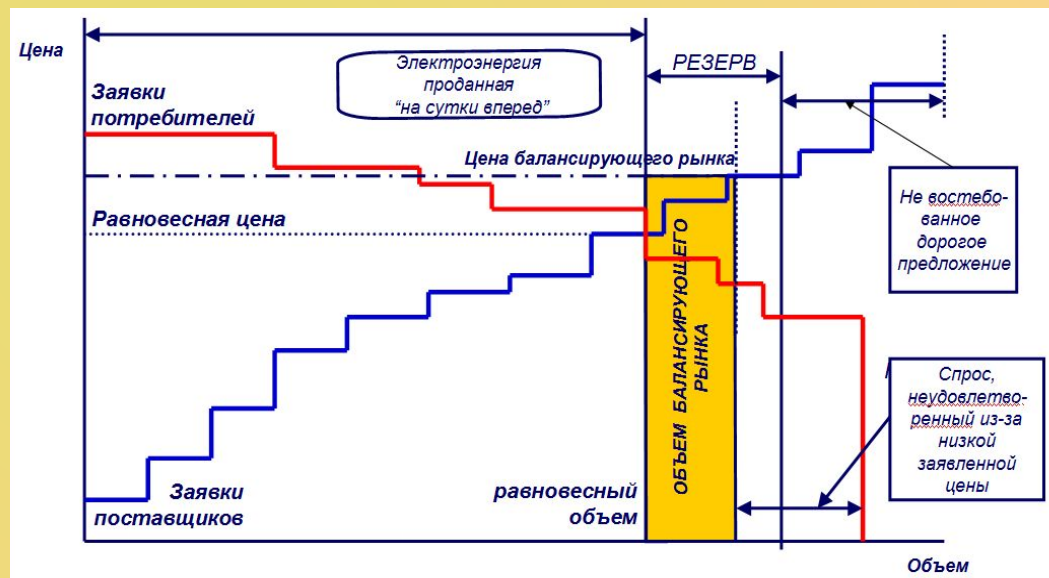 Цена
Электроэнергия
проданная
“на сутки вперед”
РЕЗЕРВ
Заявки
потребителей
Цена балансирующего рынка
Равновесная цена
Не востебо-
ванное
дорогое
предложение
ОБЪЕМ БАЛАНСИРУЮЩЕГО
РЫНКА
Спрос,
неудовлетво-
ренный из-за
низкой
заявленной
цены
Заявки
поставщиков
равновесный
объем
Объем